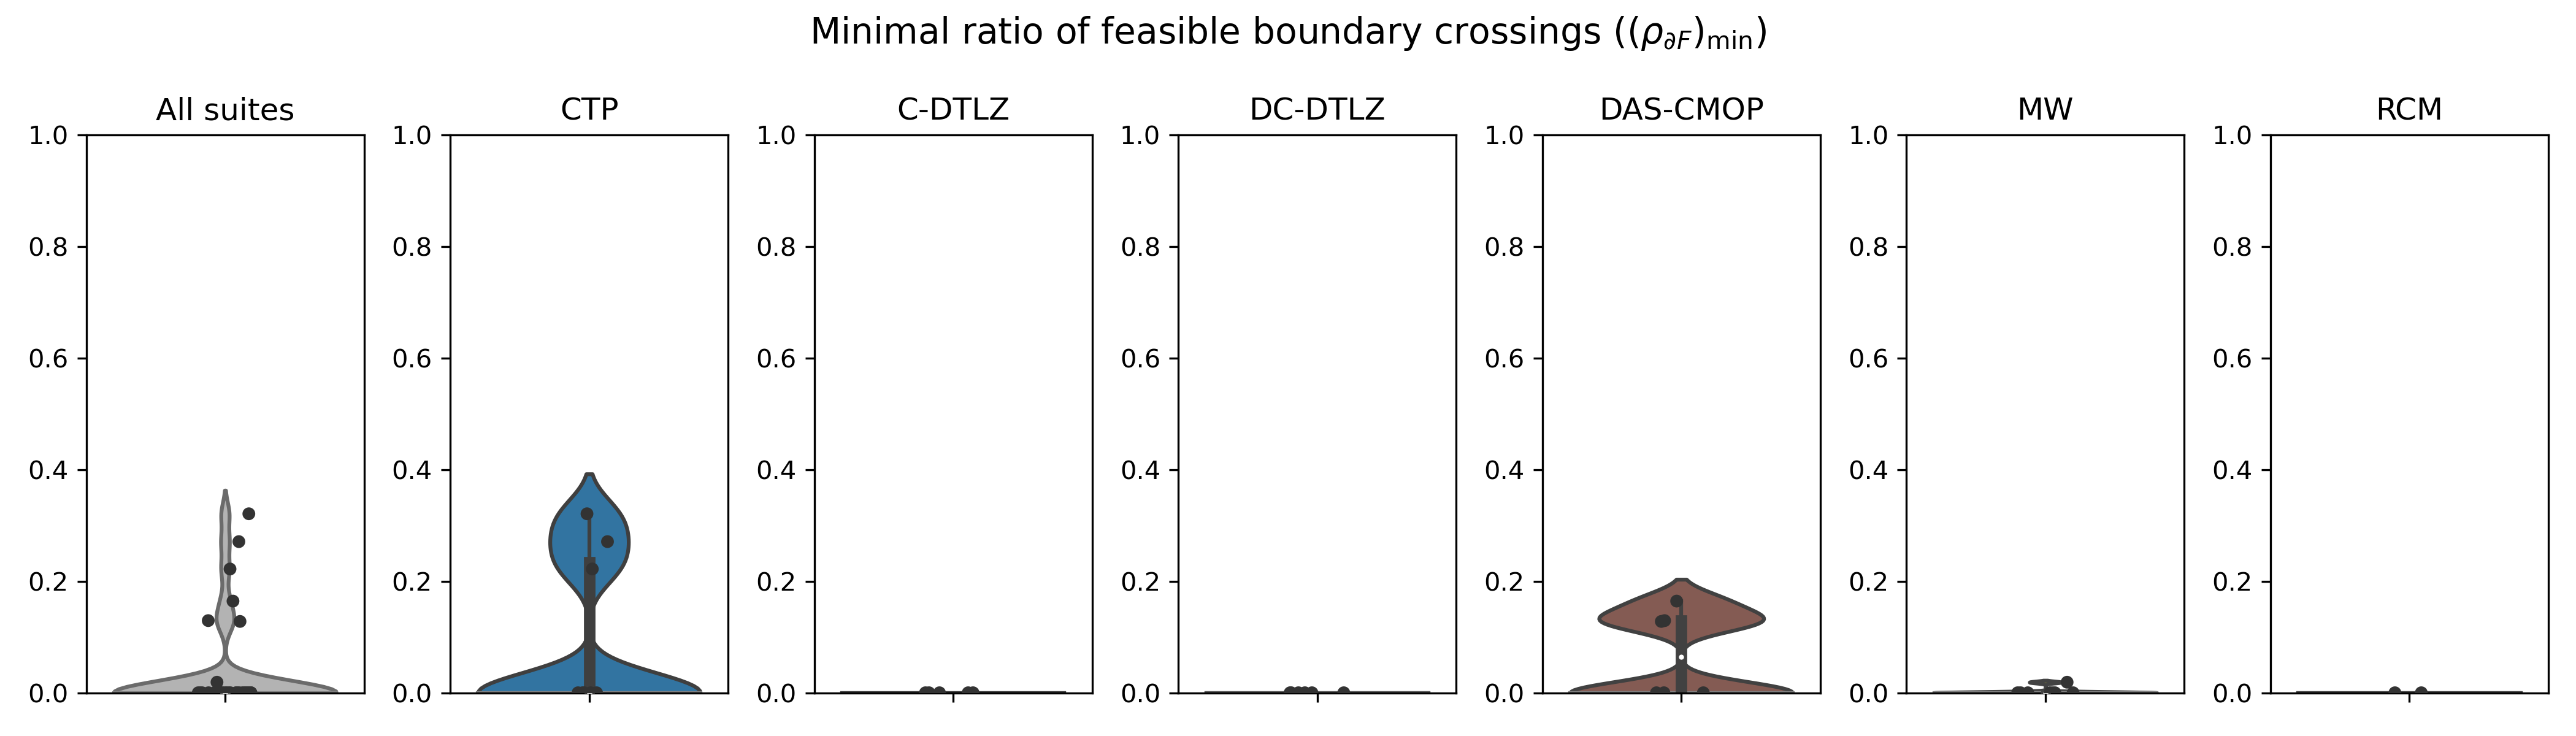 Minimal ratio of feasible boundary crossings ((ρ∂F)min)
All suites CTP C-DTLZ DC-DTLZ DAS-CMOP MW RCM
1.0 1.0 1.0 1.0 1.0 1.0 1.0
0.8 0.8 0.8 0.8 0.8 0.8 0.8
0.6 0.6 0.6 0.6 0.6 0.6 0.6
0.4 0.4 0.4 0.4 0.4 0.4 0.4
0.2 0.2 0.2 0.2 0.2 0.2 0.2
0.0 0.0 0.0 0.0 0.0 0.0 0.0